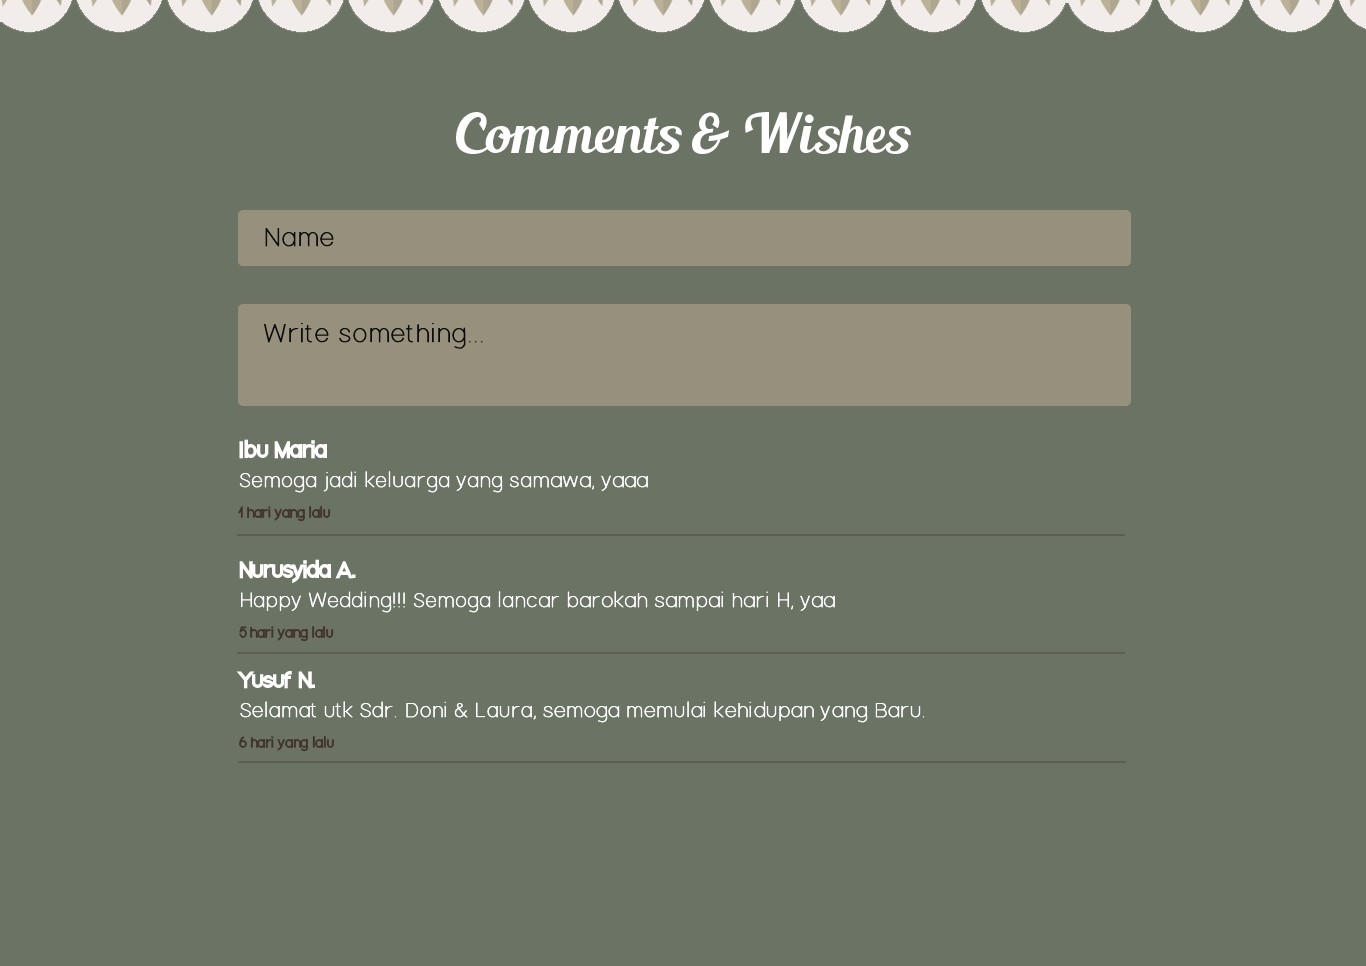 Comments & Wishes
Name
Write something...
Ibu Maria
Semoga jadi keluarga yang samawa, yaaa
1 hari yang lalu
Nurusyida A.
Happy Wedding!!! Semoga lancar barokah sampai hari H, yaa
5 hari yang lalu
Yusuf N.
Selamat utk Sdr. Doni & Laura, semoga memulai kehidupan yang Baru.
6 hari yang lalu